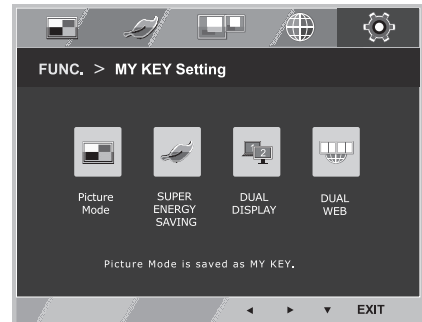 FUNC. > MY KEY Setting
2
Picture
Mode
SUPER
ENERGY
SAVING
DUAL
DISPLAY
DUAL
WEB
Picture Mode is saved as MY KEY.
◄ ► ▼ EXIT